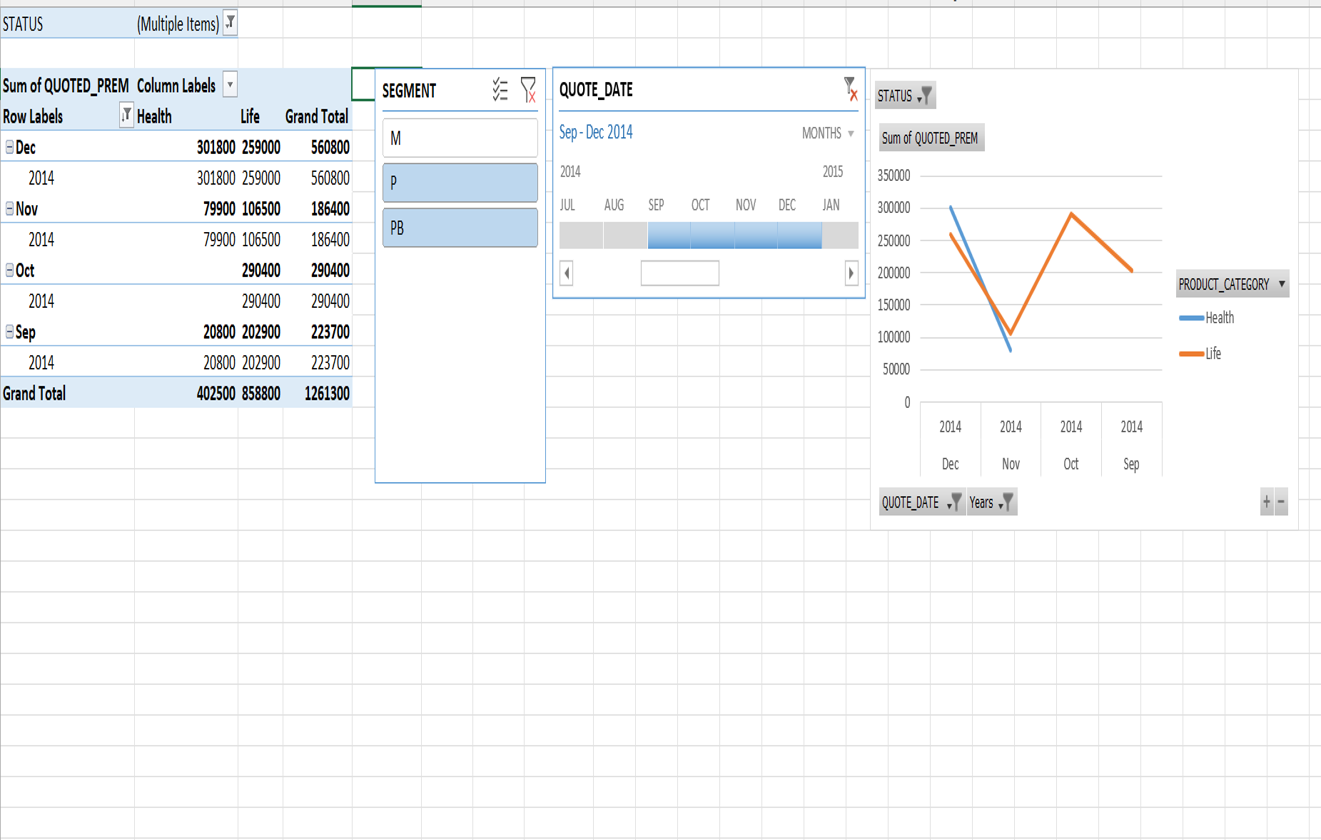 STATUS (Multiple Items)
Sum of QUOTED_PREM Column Labels
Row Labels Health Life Grand Total
Dec 301800 259000 560800
2014 301800 259000 560800
Nov 79900 106500 186400
2014 79900 106500 186400
Oct 290400 290400
2014 290400 290400
Sep 20800 202900 223700
2014 20800 202900 223700
Grand Total 402500 858800 1261300
SEGMENT
M
P
PB
QUOTE_DATE
Sep - Dec 2014 MONTHS
2014 2015
JUL AUG SEP OCT NOV DEC JAN
STATUS
Sum of QUOTED_PREM
350000
300000
250000
200000
150000
100000
50000
0
2014 2014 2014 2014
Dec Nov Oct Sep
PRODUCT_CATEGORY
Health
Life
QUOTE_DATE Years
+ −